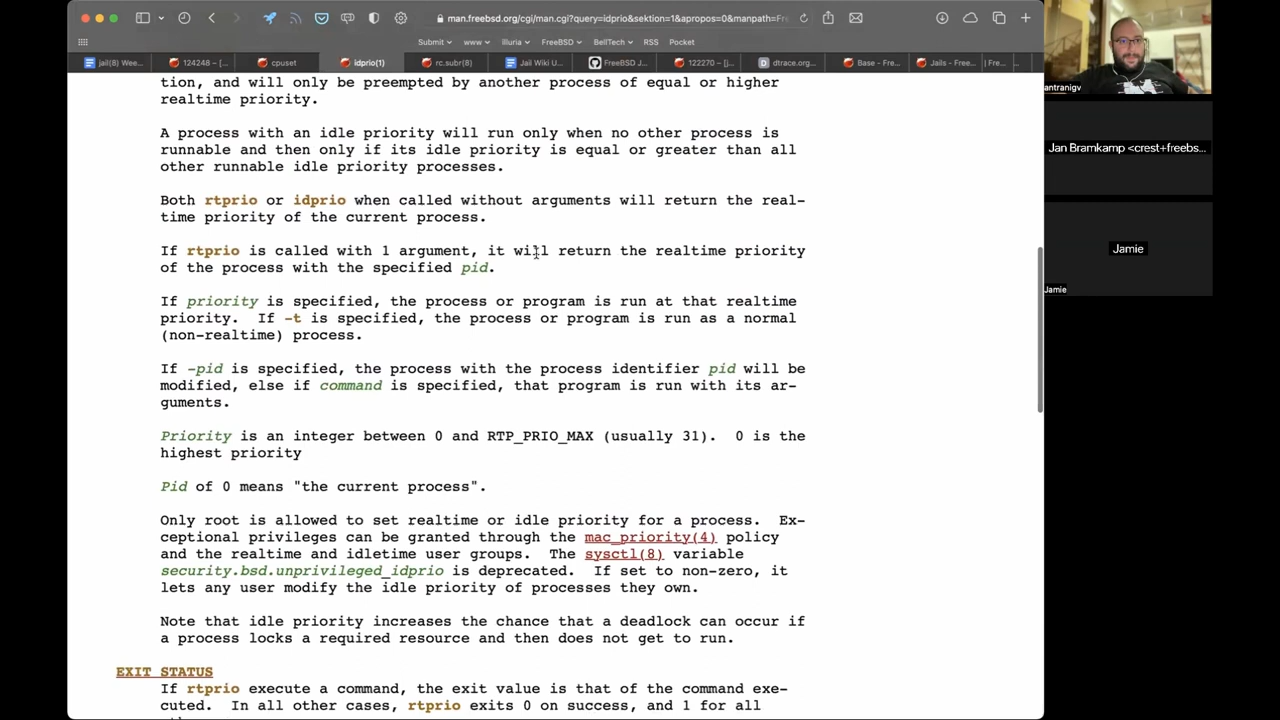 man.freebsd.org/cgi/man.cgi?query=idprio&sektion=1&apropos=0&manpath=Fr
Submit www illuria FreeBSD BellTech RSS Pocket
jail(8) Wee... 124248 – [... cpuset idprio(1) rc.subr(8) Jail Wiki U... FreeBSD J... 122270 – [j... dtrace.org... Base - Fre... Jails - Fre... | Fre...
tion, and will only be preempted by another process of equal or higher
realtime priority.
A process with an idle priority will run only when no other process is
runnable and then only if its idle priority is equal or greater than all
other runnable idle priority processes.
Both rtprio or idprio when called without arguments will return the real-
time priority of the current process.
If rtprio is called with 1 argument, it will return the realtime priority
of the process with the specified pid.
If priority is specified, the process or program is run at that realtime
priority. If -t is specified, the process or program is run as a normal
(non-realtime) process.
If -pid is specified, the process with the process identifier pid will be
modified, else if command is specified, that program is run with its ar-
guments.
Priority is an integer between 0 and RTP_PRIO_MAX (usually 31). 0 is the
highest priority
Pid of 0 means "the current process".
Only root is allowed to set realtime or idle priority for a process. Ex-
ceptional privileges can be granted through the mac_priority(4) policy
and the realtime and idletime user groups. The sysctl(8) variable
security.bsd.unprivileged_idprio is deprecated. If set to non-zero, it
lets any user modify the idle priority of processes they own.
Note that idle priority increases the chance that a deadlock can occur if
a process locks a required resource and then does not get to run.
EXIT STATUS
If rtprio execute a command, the exit value is that of the command exe-
cuted. In all other cases, rtprio exits 0 on success, and 1 for all
antranigv
Jan Bramkamp <crest+freebs...
Jamie
Jamie